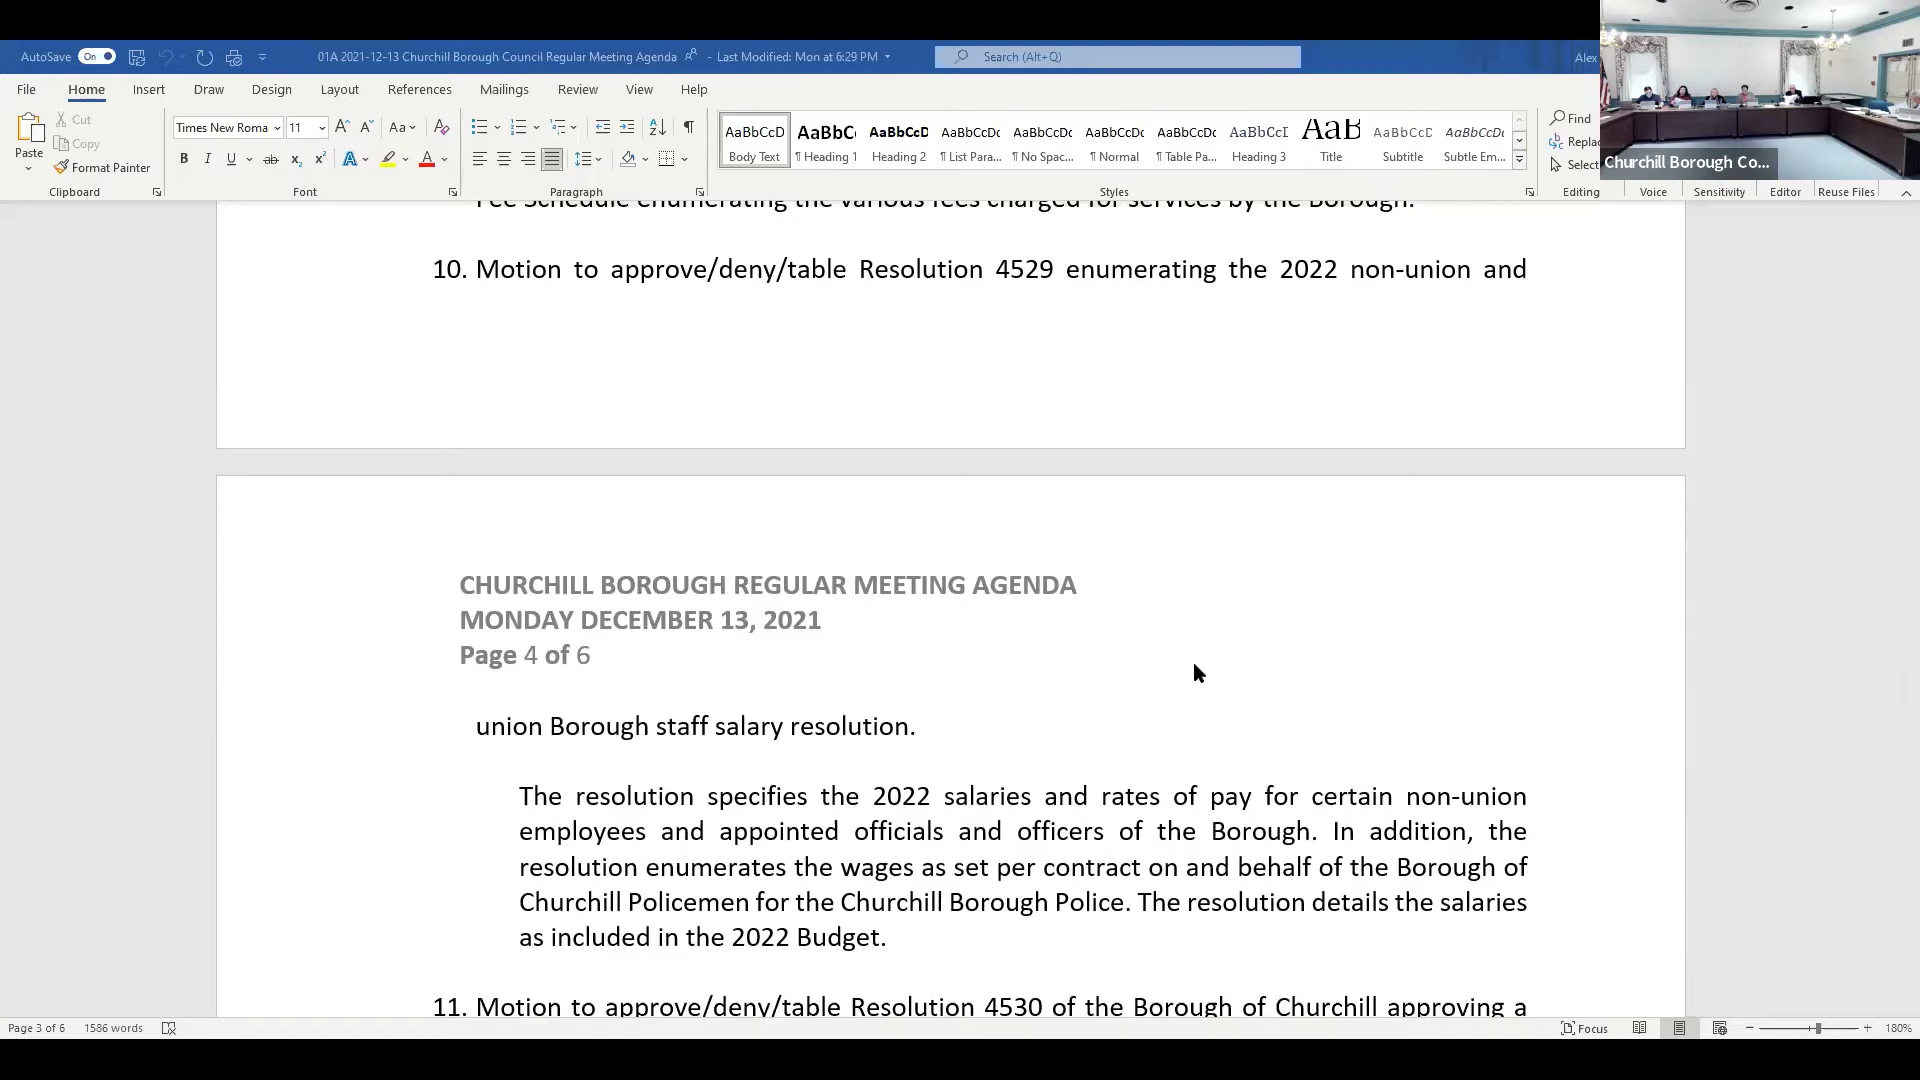 AutoSave On 01A 2021-12-13 Churchill Borough Council Regular Meeting Agenda - Last Modified: Mon at 6:29 PM Search (Alt+Q) Alex
File Home Insert Draw Design Layout References Mailings Review View Help
Paste Cut Copy Format Painter
Times New Roma 11
AaBbCcD AaBbC AaBbCcD AaBbCcDc AaBbCcDc AaBbCcDc AaBbCcDc AaBbCcI AaB AaBbCcD AaBbCcDc
Body Text ¶ Heading 1 Heading 2 ¶ List Para... ¶ No Spac... ¶ Normal ¶ Table Pa... Heading 3 Title Subtitle Subtle Em...
Find
Replac
Select
Churchill Borough Co...
Clipboard Font Paragraph Styles Editing Voice Sensitivity Editor Reuse Files
Fee Schedule enumerating the various fees charged for services by the Borough.
10. Motion to approve/deny/table Resolution 4529 enumerating the 2022 non-union and
CHURCHILL BOROUGH REGULAR MEETING AGENDA
MONDAY DECEMBER 13, 2021
Page 4 of 6
union Borough staff salary resolution.
The resolution specifies the 2022 salaries and rates of pay for certain non-union
employees and appointed officials and officers of the Borough. In addition, the
resolution enumerates the wages as set per contract on and behalf of the Borough of
Churchill Policemen for the Churchill Borough Police. The resolution details the salaries
as included in the 2022 Budget.
11. Motion to approve/deny/table Resolution 4530 of the Borough of Churchill approving a
Page 3 of 6 1586 words Focus 180%